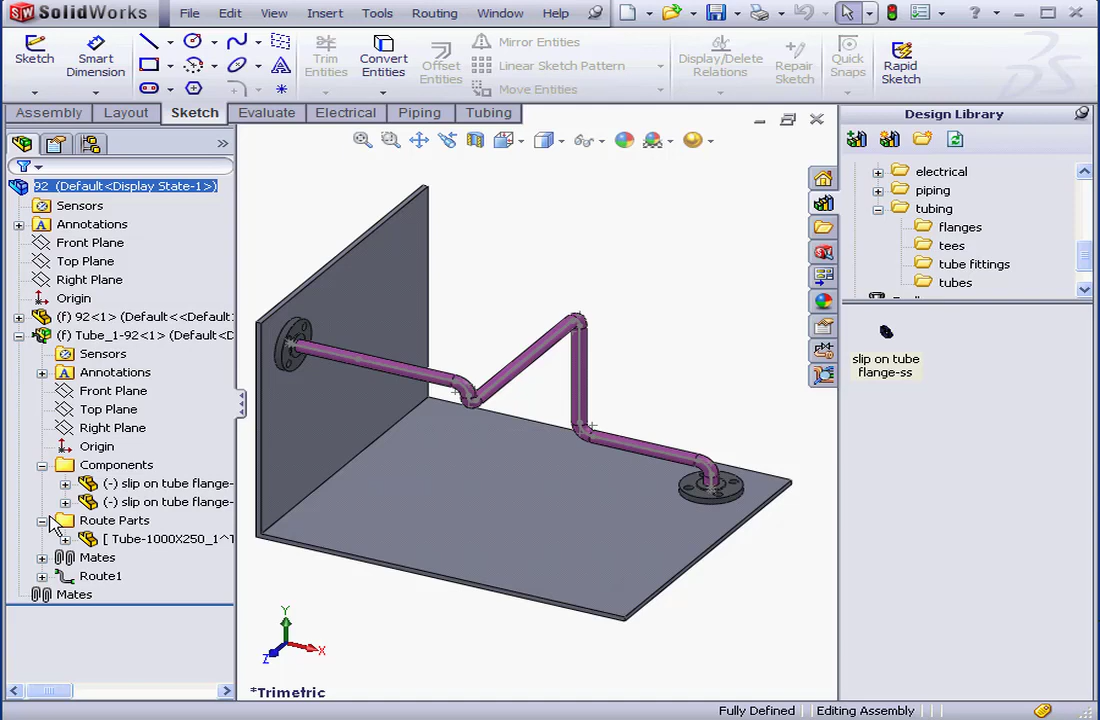 SW SolidWorks File Edit View Insert Tools Routing Window Help ?
Sketch
Smart Dimension
Trim Entities
Convert Entities
Offset Entities
Mirror Entities
Linear Sketch Pattern
Move Entities
Display/Delete Relations
Repair Sketch
Quick Snaps
Rapid Sketch
DS
Assembly Layout Sketch Evaluate Electrical Piping Tubing
Design Library
92 (Default<Display State-1>)
Sensors
A Annotations
Front Plane
Top Plane
Right Plane
Origin
(f) 92<1> (Default<<Default
(f) Tube_1-92<1> (Default<D
Sensors
A Annotations
Front Plane
Top Plane
Right Plane
Origin
Components
(-) slip on tube flange-
(-) slip on tube flange-
Route Parts
[ Tube-1000X250_1^T
Mates
Route1
Mates
Y
X
Z
*Trimetric
electrical
piping
tubing
flanges
tees
tube fittings
tubes
slip on tube flange-ss
Fully Defined Editing Assembly